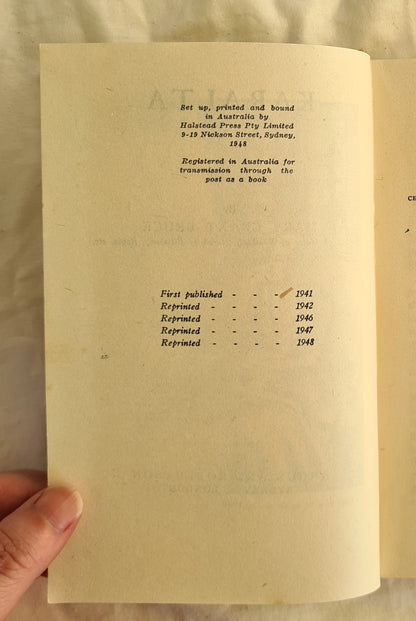 Set up, printed and bound
in Australia by
Halstead Press Pty Limited
9-19 Nickson Street, Sydney,
1948
Registered in Australia for
transmission through the
post as a book
First published - - - 1941
Reprinted - - - - 1942
Reprinted - - - - 1946
Reprinted - - - - 1947
Reprinted - - - - 1948